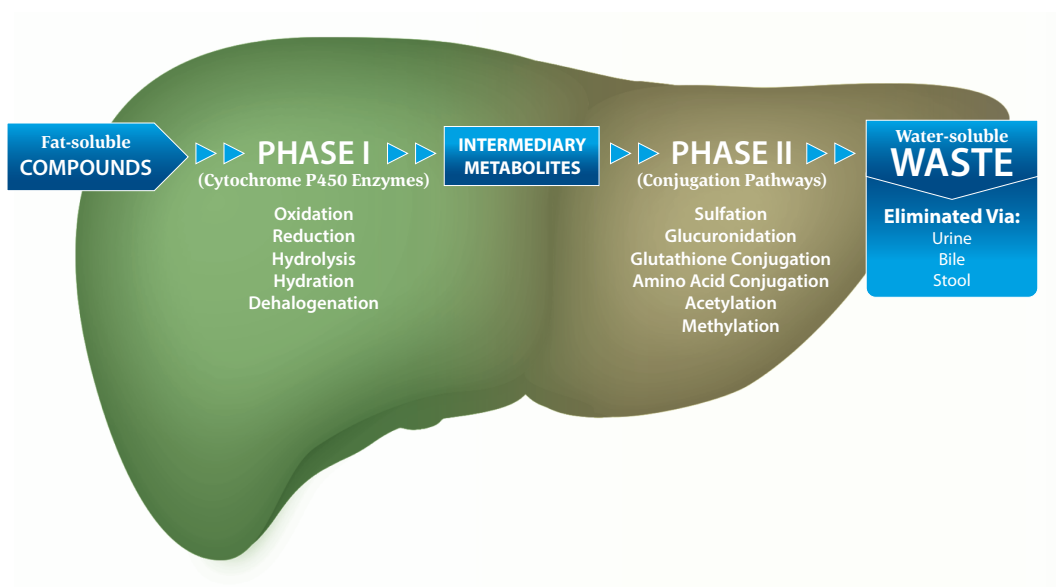 Fat-soluble
COMPOUNDS
PHASE I
(Cytochrome P450 Enzymes)
Oxidation
Reduction
Hydrolysis
Hydration
Dehalogenation
INTERMEDIARY
METABOLITES
PHASE II
(Conjugation Pathways)
Sulfation
Glucuronidation
Glutathione Conjugation
Amino Acid Conjugation
Acetylation
Methylation
Water-soluble
WASTE
Eliminated Via:
Urine
Bile
Stool